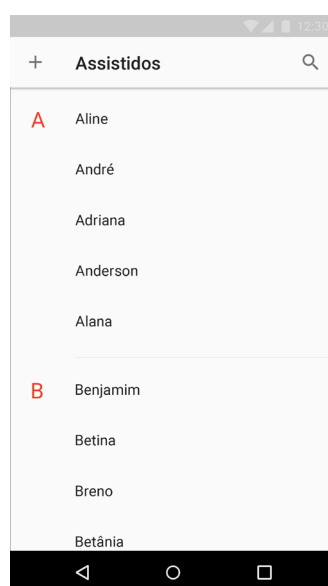 12:30
+ Assistidos
A Aline
André
Adriana
Anderson
Alana
B Benjamim
Betina
Breno
Betânia